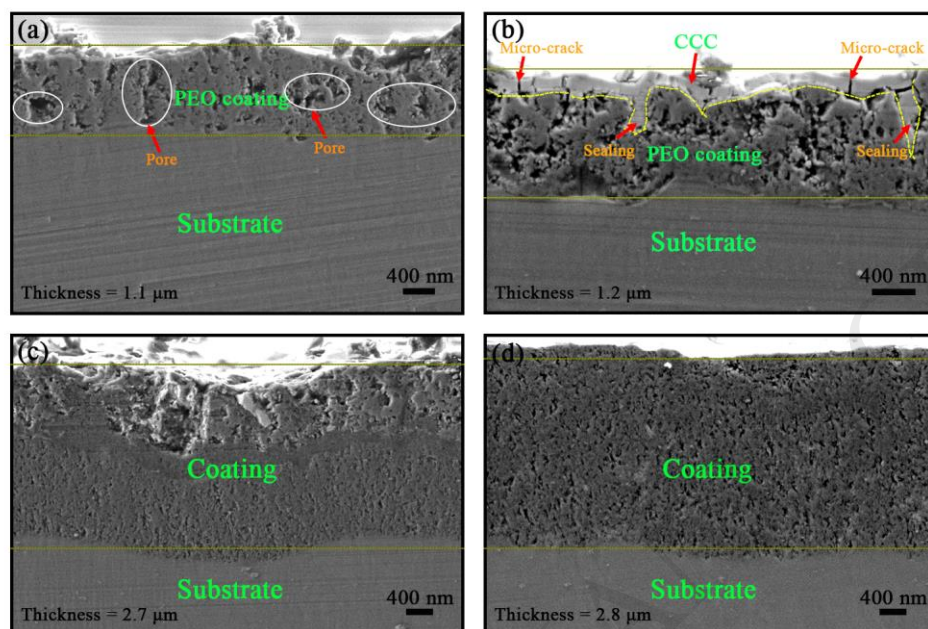 (a)
PEO coating
Pore
Pore
Substrate
400 nm
Thickness = 1.1 μm
(b)
CCC
Micro-crack
Micro-crack
Sealing
PEO coating
Sealing
Substrate
400 nm
Thickness = 1.2 μm
(c)
Coating
Substrate
400 nm
Thickness = 2.7 μm
(d)
Coating
Substrate
400 nm
Thickness = 2.8 μm